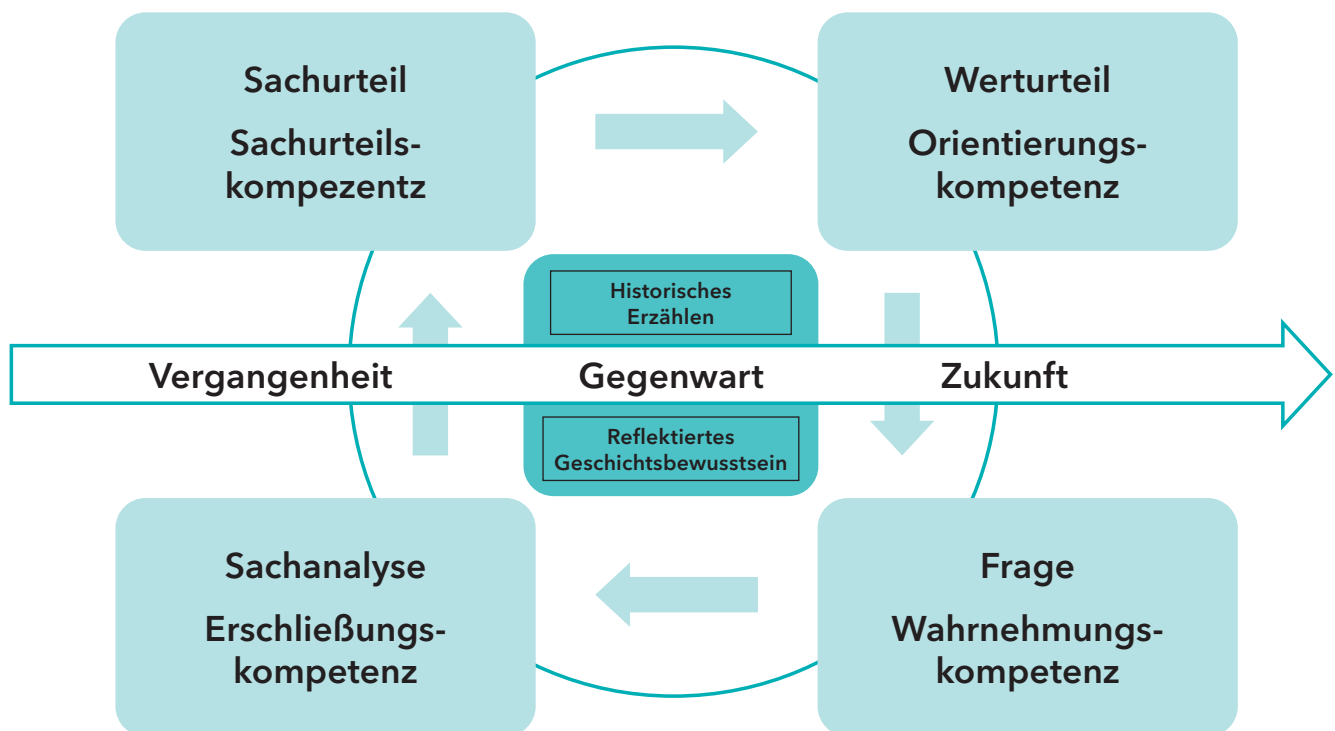 Sachurteil
Sachurteils-
kompezentz
Werturteil
Orientierungs-
kompetenz
Historisches
Erzählen
Vergangenheit
Gegenwart
Zukunft
Reflektiertes
Geschichtsbewusstsein
Sachanalyse
Erschließungs-
kompetenz
Frage
Wahrnehmungs-
kompetenz